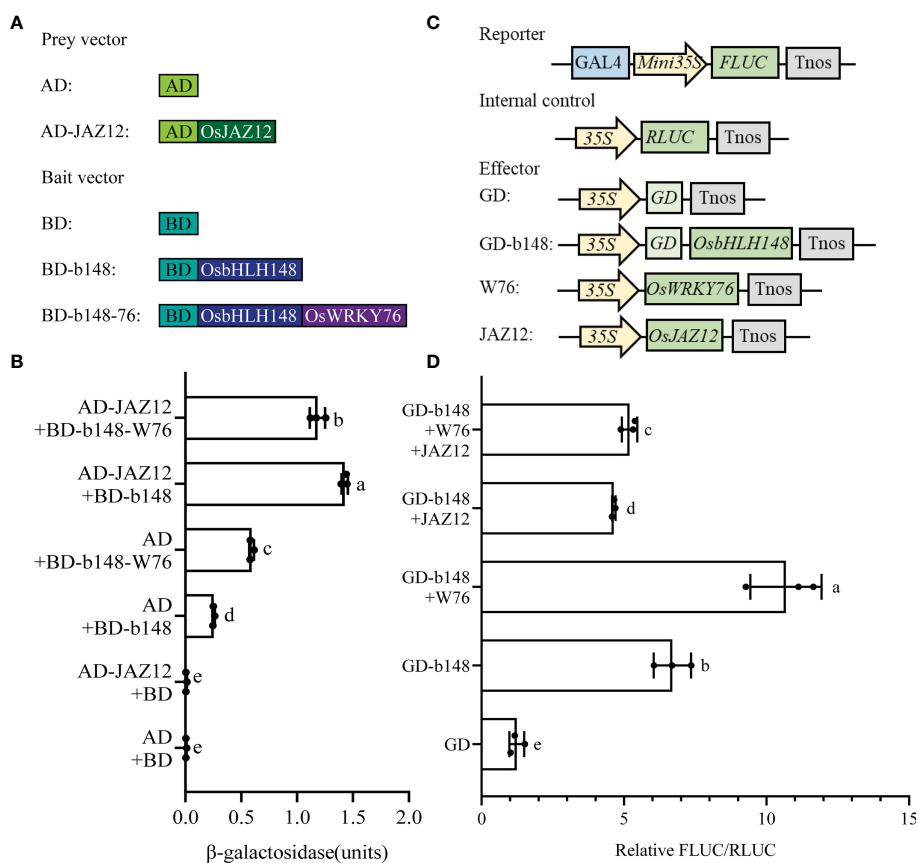 A
Prey vector
AD:
AD
AD-JAZ12:
AD OsJAZ12
Bait vector
BD:
BD
BD-b148:
BD OsbHLH148
BD-b148-76:
BD OsbHLH148 OsWRKY76
B
AD-JAZ12
+BD-b148-W76
b
AD-JAZ12
+BD-b148
a
AD
+BD-b148-W76
c
AD
+BD-b148
d
AD-JAZ12
+BD
e
AD
+BD
e
0.0 0.5 1.0 1.5 2.0
β-galactosidase(units)
C
Reporter
GAL4 Mini35S FLUC Tnos
Internal control
35S RLUC Tnos
Effector
GD:
35S GD Tnos
GD-b148:
35S GD OsbHLH148 Tnos
W76:
35S OsWRKY76 Tnos
JAZ12:
35S OsJAZ12 Tnos
D
GD-b148
+W76
+JAZ12
c
GD-b148
+JAZ12
d
GD-b148
+W76
a
GD-b148
b
GD
e
0 5 10 15
Relative FLUC/RLUC